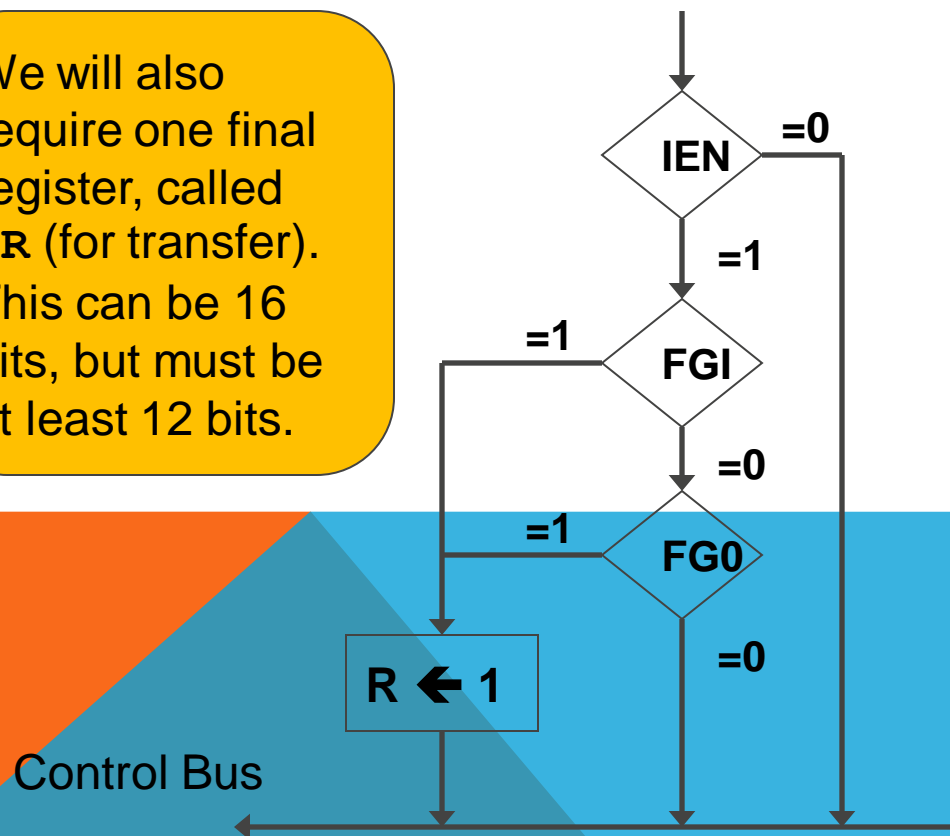 We will also
equire one final
egister, called
R (for transfer).
his can be 16
its, but must be
t least 12 bits.
IEN
=0
=1
FGI
=1
=0
FG0
=1
=0
R 🡸 1
Control Bus